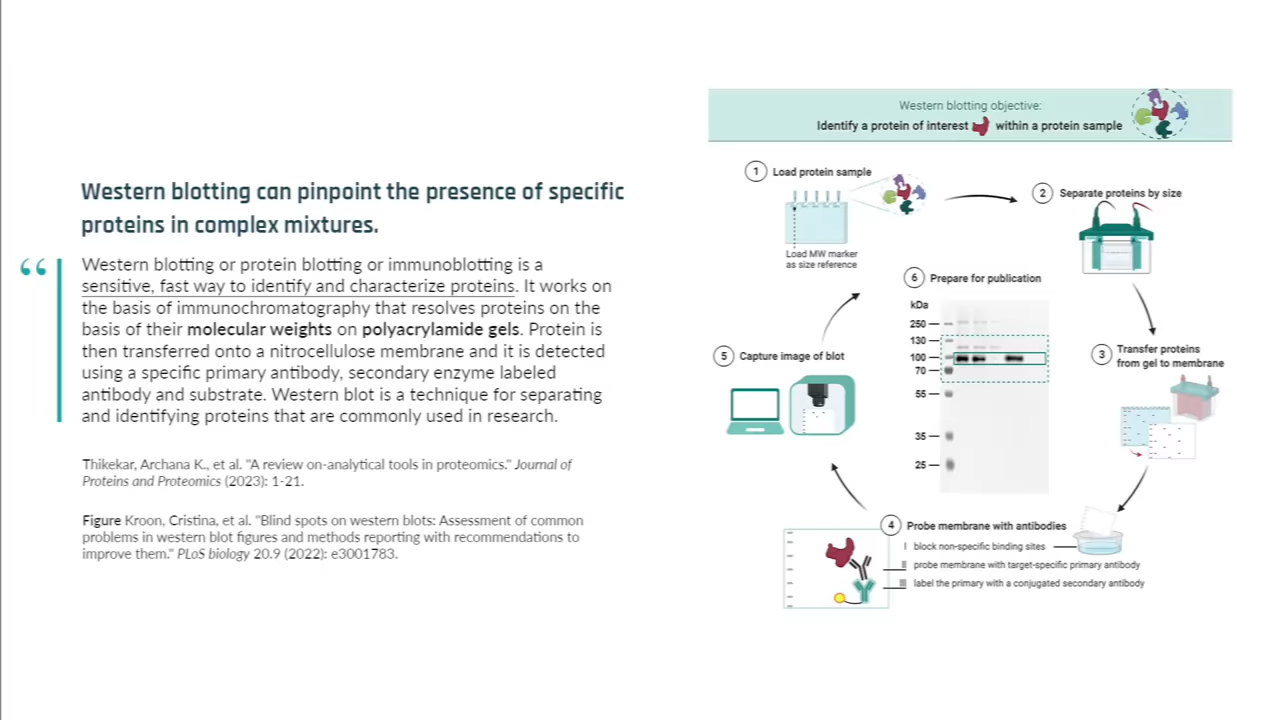 Western blotting can pinpoint the presence of specific
proteins in complex mixtures.
“
Western blotting or protein blotting or immunoblotting is a
sensitive, fast way to identify and characterize proteins. It works on
the basis of immunochromatography that resolves proteins on the
basis of their molecular weights on polyacrylamide gels. Protein is
then transferred onto a nitrocellulose membrane and it is detected
using a specific primary antibody, secondary enzyme labeled
antibody and substrate. Western blot is a technique for separating
and identifying proteins that are commonly used in research.
Thikekar, Archana K., et al. "A review on-analytical tools in proteomics." Journal of
Proteins and Proteomics (2023): 1-21.
Figure Kroon, Cristina, et al. "Blind spots on western blots: Assessment of common
problems in western blot figures and methods reporting with recommendations to
improve them." PLoS biology 20.9 (2022): e3001783.
Western blotting objective:
Identify a protein of interest within a protein sample
1 Load protein sample
Load MW marker
as size reference
2 Separate proteins by size
3 Transfer proteins
from gel to membrane
4 Probe membrane with antibodies
I block non-specific binding sites
II probe membrane with target-specific primary antibody
III label the primary with a conjugated secondary antibody
5 Capture image of blot
6 Prepare for publication
kDa
250
130
100
70
55
35
25